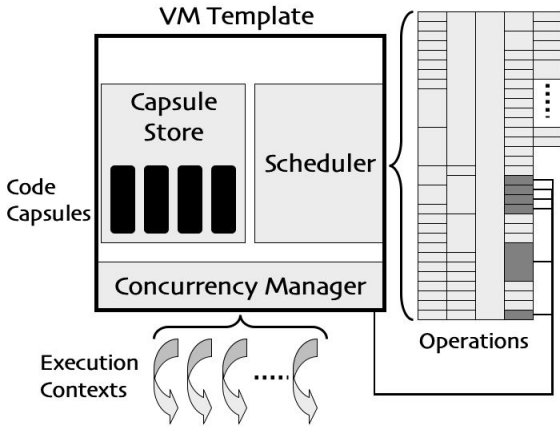 VM Template
Capsule
Store
Scheduler
Code
Capsules
Concurrency Manager
Operations
Execution
Contexts